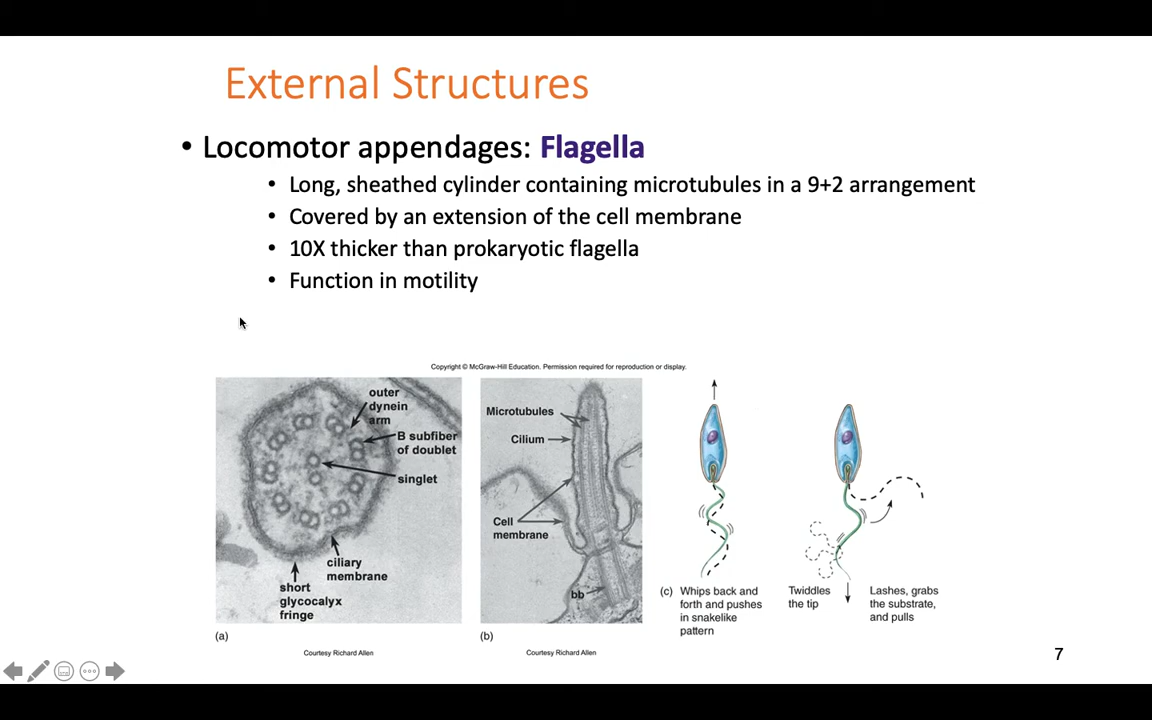 External Structures
• Locomotor appendages: Flagella
• Long, sheathed cylinder containing microtubules in a 9+2 arrangement
• Covered by an extension of the cell membrane
• 10X thicker than prokaryotic flagella
• Function in motility
Copyright © McGraw-Hill Education. Permission required for reproduction or display.
outer
dynein
arm
B subfiber
of doublet
singlet
ciliary
membrane
short
glycocalyx
fringe
(a)
Courtesy Richard Allen
Microtubules
Cilium
Cell
membrane
bb
(b)
Courtesy Richard Allen
(c) Whips back and
forth and pushes
in snakelike
pattern
Twiddles
the tip
Lashes, grabs
the substrate,
and pulls
7